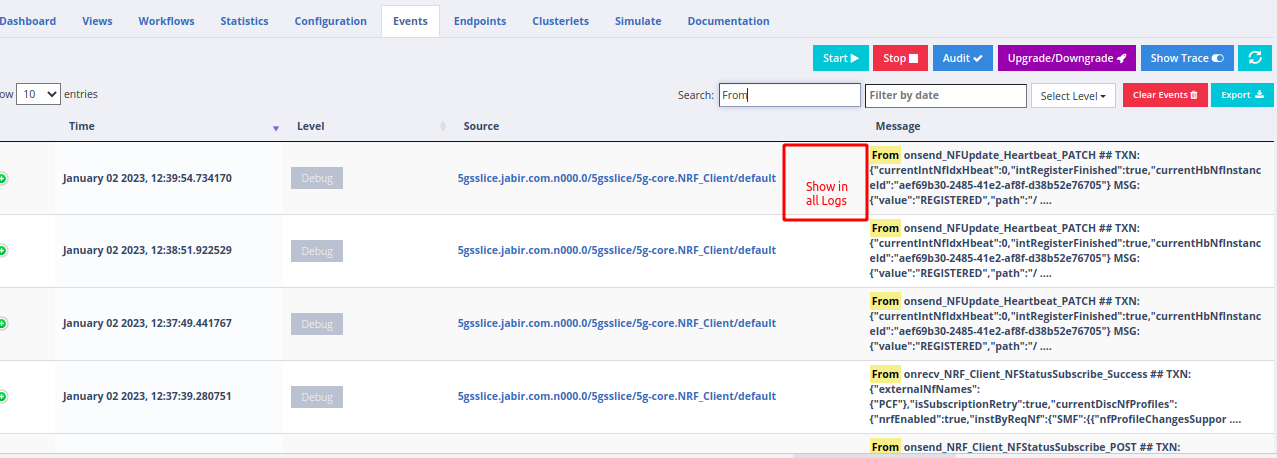 Dashboard Views Workflows Statistics Configuration Events Endpoints Clusterlets Simulate Documentation
Start Stop Audit Upgrade/Downgrade Show Trace
ow 10 entries Search: From Filter by date Select Level Clear Events Export
Time Level Source Message
January 02 2023, 12:39:54.734170 Debug 5gsslice.jabir.com.n000.0/5gsslice/5g-core.NRF_Client/default
Show in
all Logs
From onsend_NFUpdate_Heartbeat_PATCH ## TXN:
{"currentIntNfIdxHbeat":0,"intRegisterFinished":true,"currentHbNfInstanc
eId":"aef69b30-2485-41e2-af8f-d38b52e76705"} MSG:
{"value":"REGISTERED","path":"/ ....
January 02 2023, 12:38:51.922529 Debug 5gsslice.jabir.com.n000.0/5gsslice/5g-core.NRF_Client/default
From onsend_NFUpdate_Heartbeat_PATCH ## TXN:
{"currentIntNfIdxHbeat":0,"intRegisterFinished":true,"currentHbNfInstanc
eId":"aef69b30-2485-41e2-af8f-d38b52e76705"} MSG:
{"value":"REGISTERED","path":"/ ....
January 02 2023, 12:37:49.441767 Debug 5gsslice.jabir.com.n000.0/5gsslice/5g-core.NRF_Client/default
From onsend_NFUpdate_Heartbeat_PATCH ## TXN:
{"currentIntNfIdxHbeat":0,"intRegisterFinished":true,"currentHbNfInstanc
eId":"aef69b30-2485-41e2-af8f-d38b52e76705"} MSG:
{"value":"REGISTERED","path":"/ ....
January 02 2023, 12:37:39.280751 Debug 5gsslice.jabir.com.n000.0/5gsslice/5g-core.NRF_Client/default
From onrecv_NRF_Client_NFStatusSubscribe_Success ## TXN:
{"externalNfNames":
{"PCF"},"isSubscriptionRetry":true,"currentDiscNfProfiles":
{"nrfEnabled":true,"instByReqNf":{"SMF":{{"nfProfileChangesSuppor ....
From onsend_NRF_Client_NFStatusSubscribe_POST ## TXN: